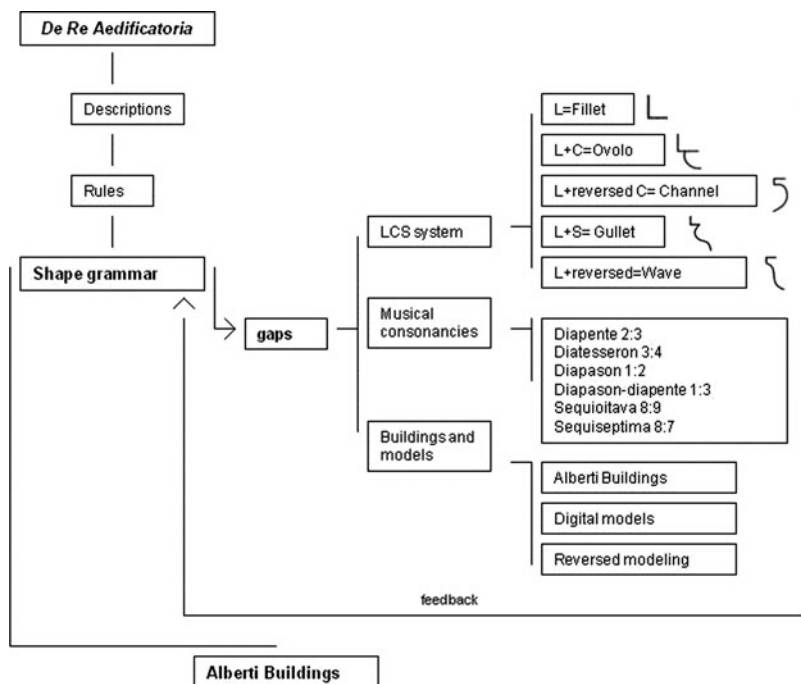 De Re Aedificatoria
Descriptions
Rules
Shape grammar
gaps
LCS system
Musical
consonancies
Buildings and
models
L=Fillet
L+C=Ovolo
L+reversed C= Channel
L+S= Gullet
L+reversed=Wave
Diapente 2:3
Diatesseron 3:4
Diapason 1:2
Diapason-diapente 1:3
Sequioitava 8:9
Sequiseptima 8:7
Alberti Buildings
Digital models
Reversed modeling
feedback
Alberti Buildings